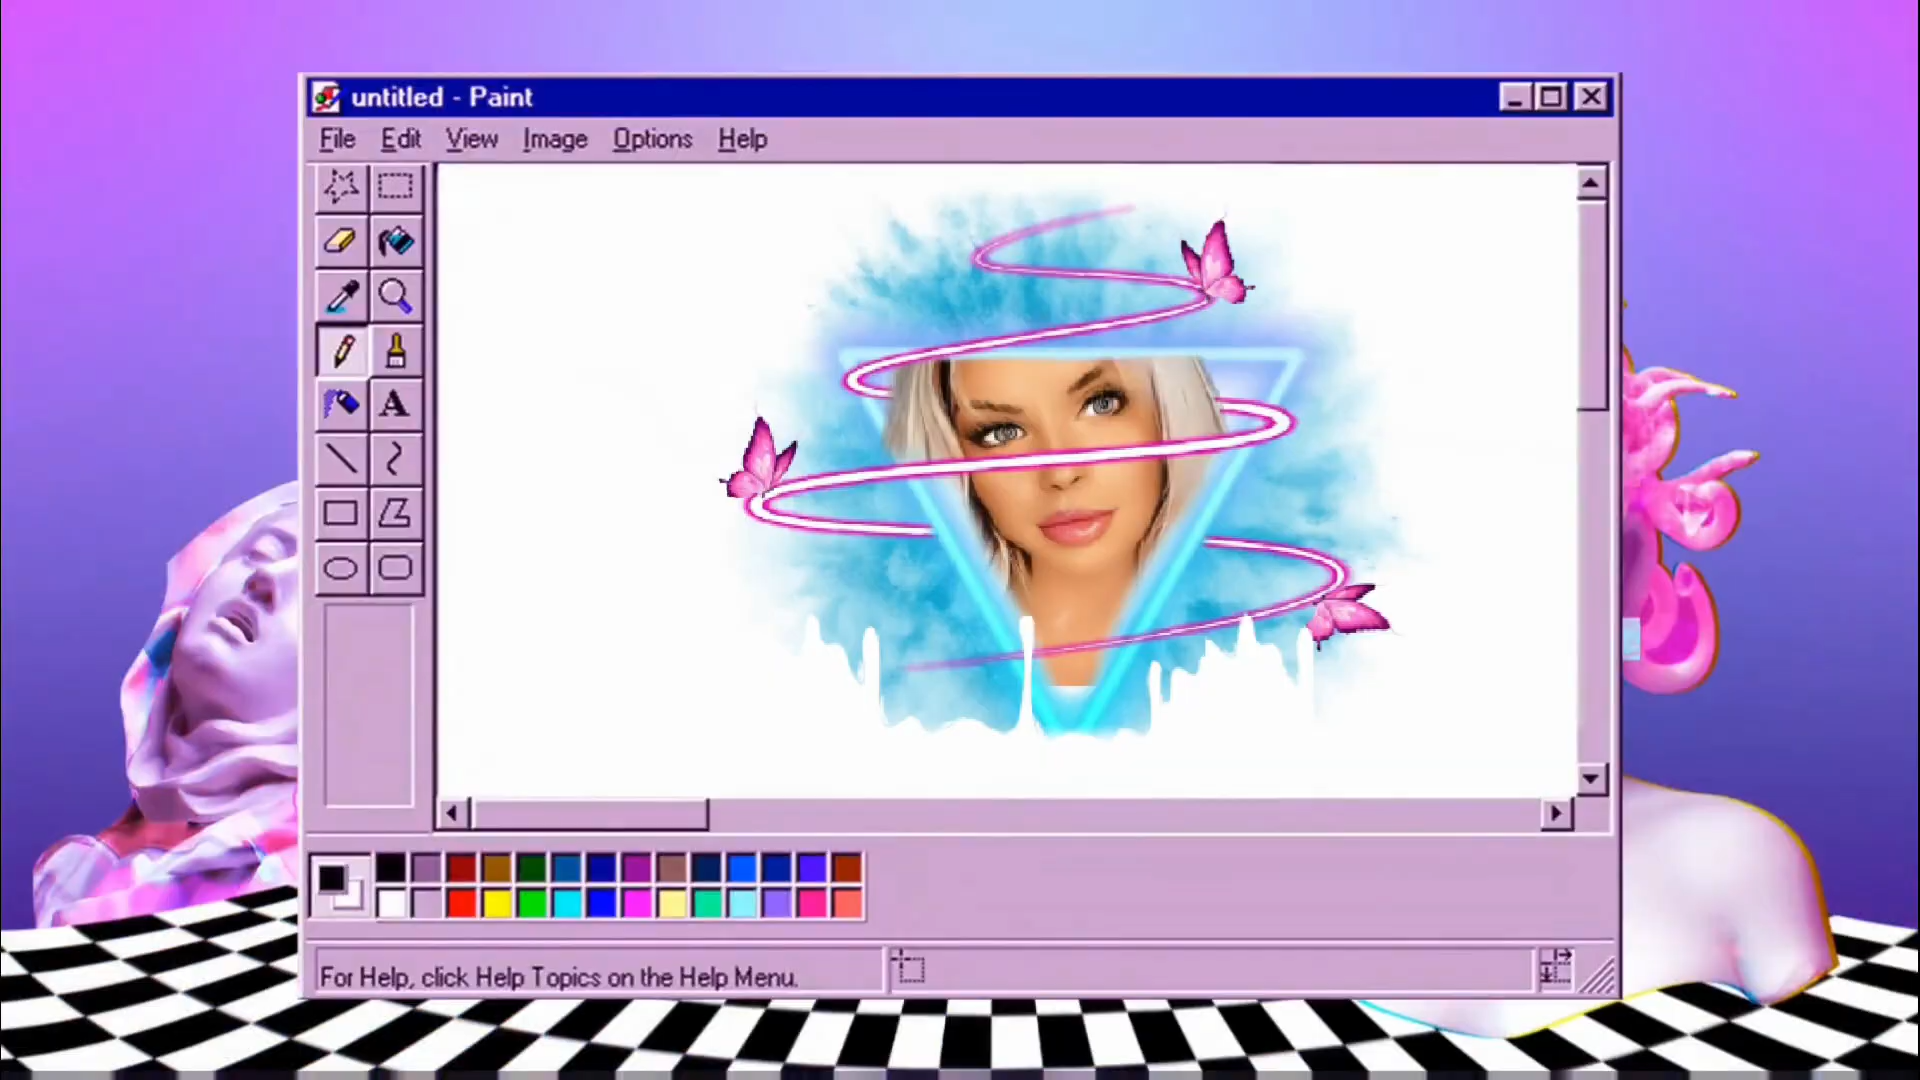 untitled - Paint
File Edit View Image Options Help
A
For Help, click Help Topics on the Help Menu.